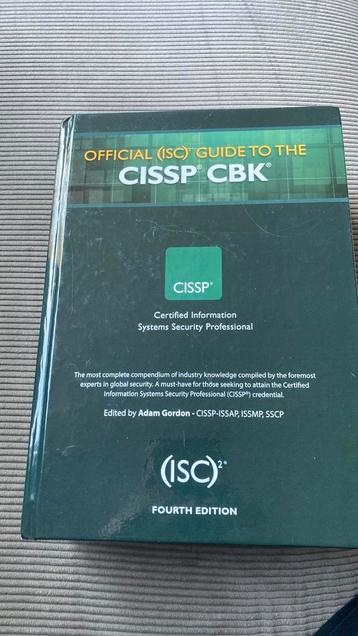 OFFICIAL (ISC)²® GUIDE TO THE
CISSP® CBK®
CISSP®
Certified Information
Systems Security Professional
The most complete compendium of industry knowledge compiled by the foremost
experts in global security. A must-have for those seeking to attain the Certified
Information Systems Security Professional (CISSP®) credential.
Edited by Adam Gordon - CISSP-ISSAP, ISSMP, SSCP
(ISC)²®
FOURTH EDITION